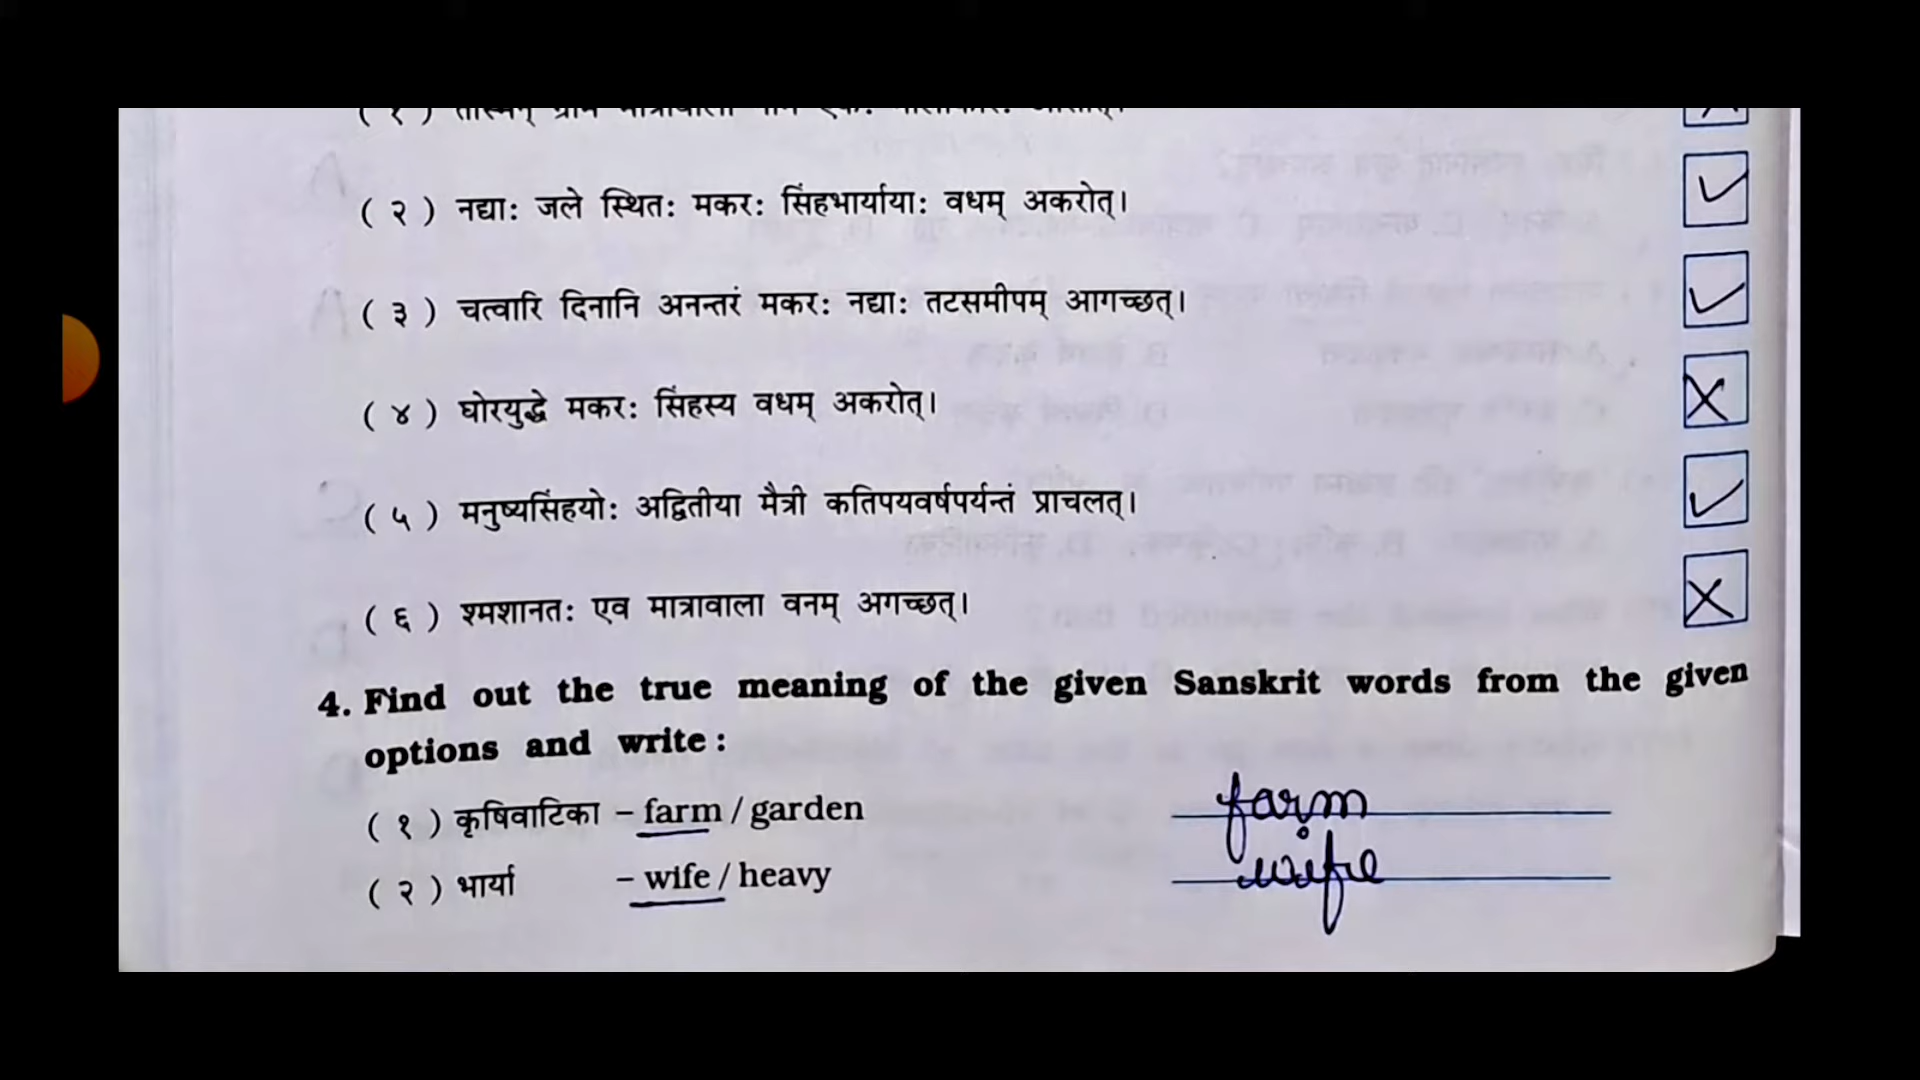 ( २ ) नद्याः जले स्थितः मकरः सिंहभार्यायाः वधम् अकरोत्।
( ३ ) चत्वारि दिनानि अनन्तरं मकरः नद्याः तटसमीपम् आगच्छत्।
( ४ ) घोरयुद्धे मकरः सिंहस्य वधम् अकरोत्।
( ५ ) मनुष्यसिंहयोः अद्वितीया मैत्री कतिपयवर्षपर्यन्तं प्राचलत्।
( ६ ) श्मशानतः एव मात्रावाला वनम् अगच्छत्।
4. Find out the true meaning of the given Sanskrit words from the given
options and write :
( १ ) कृषिवाटिका – farm / garden farm
( २ ) भार्या – wife / heavy wife